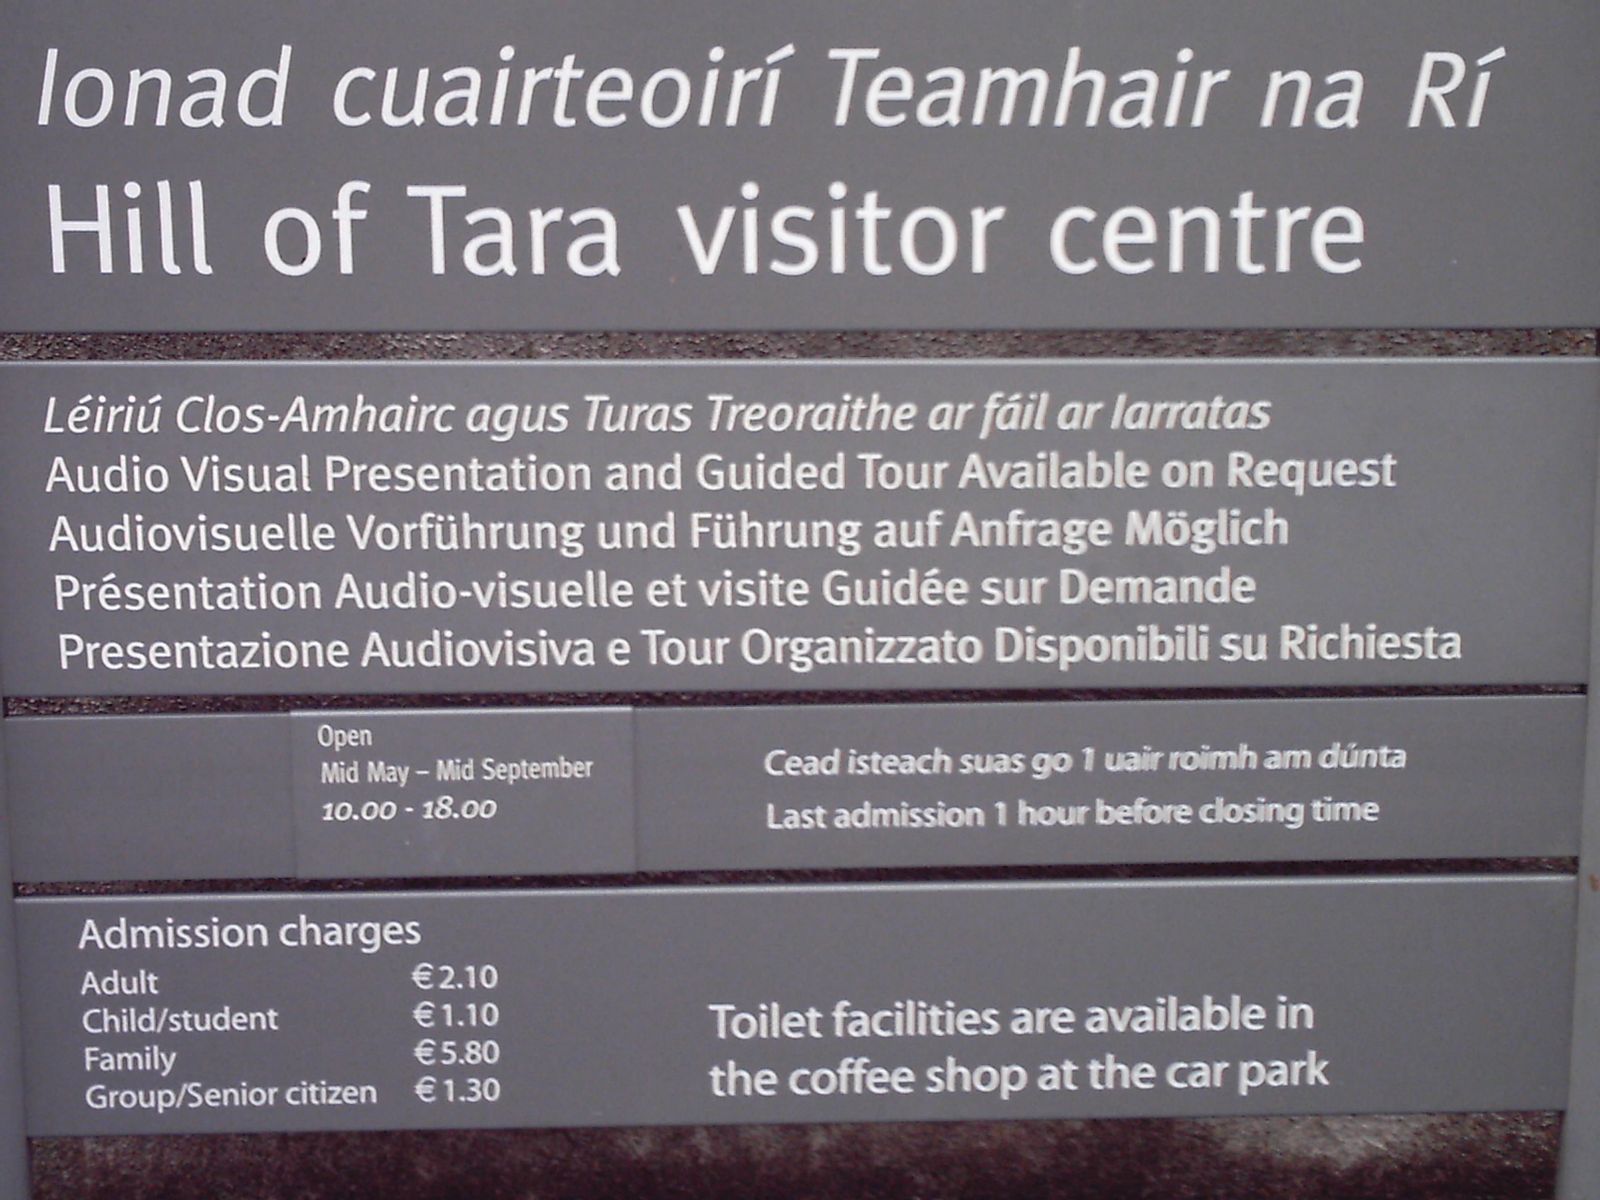 Ionad cuairteoirí Teamhair na Rí
Hill of Tara visitor centre
Léiriú Clos-Amhairc agus Turas Treoraithe ar fáil ar Iarratas
Audio Visual Presentation and Guided Tour Available on Request
Audiovisuelle Vorführung und Führung auf Anfrage Möglich
Présentation Audio-visuelle et visite Guidée sur Demande
Presentazione Audiovisiva e Tour Organizzato Disponibili su Richiesta
Open
Mid May – Mid September
10.00 - 18.00
Cead isteach suas go 1 uair roimh am dúnta
Last admission 1 hour before closing time
Admission charges
Adult €2.10
Child/student €1.10
Family €5.80
Group/Senior citizen €1.30
Toilet facilities are available in
the coffee shop at the car park